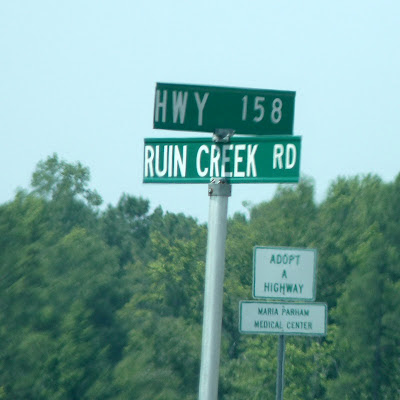 HWY 158
RUIN CREEK RD
ADOPT
A
HIGHWAY
MARIA PARHAM
MEDICAL CENTER